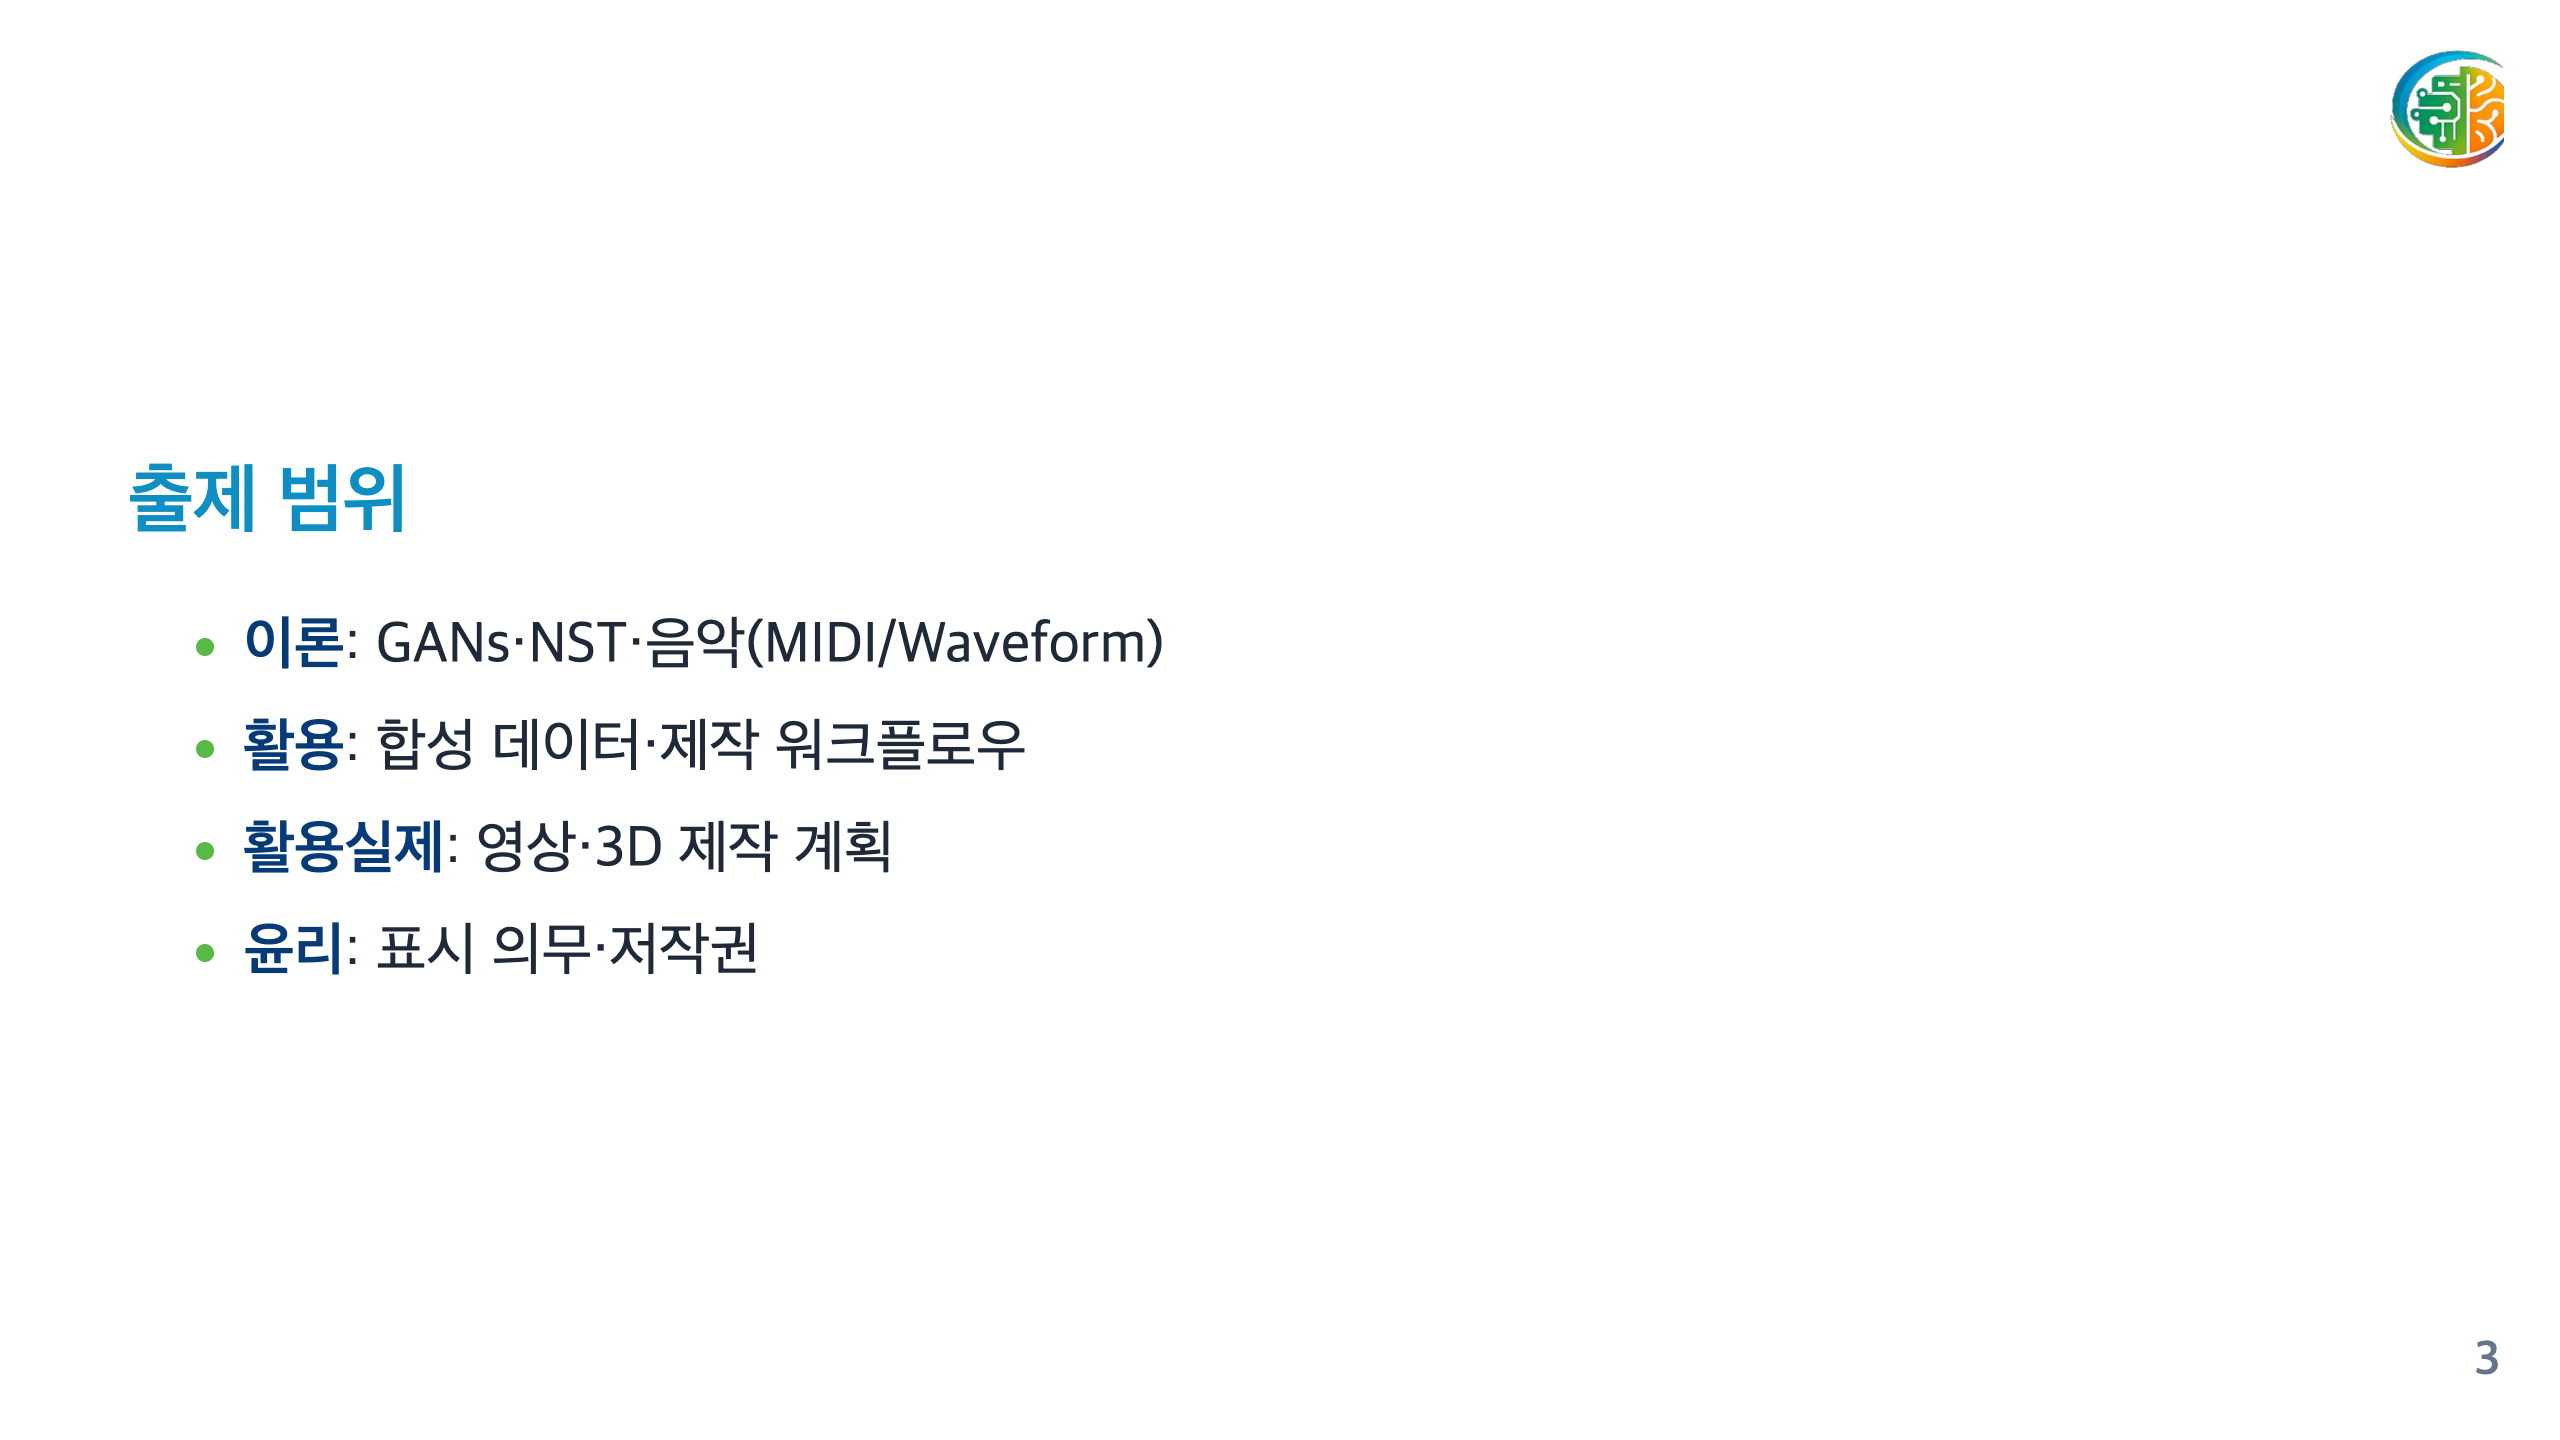 출제 범위
• 이론: GANs·NST·음악(MIDI/Waveform)
• 활용: 합성 데이터·제작 워크플로우
• 활용실제: 영상·3D 제작 계획
• 윤리: 표시 의무·저작권
3